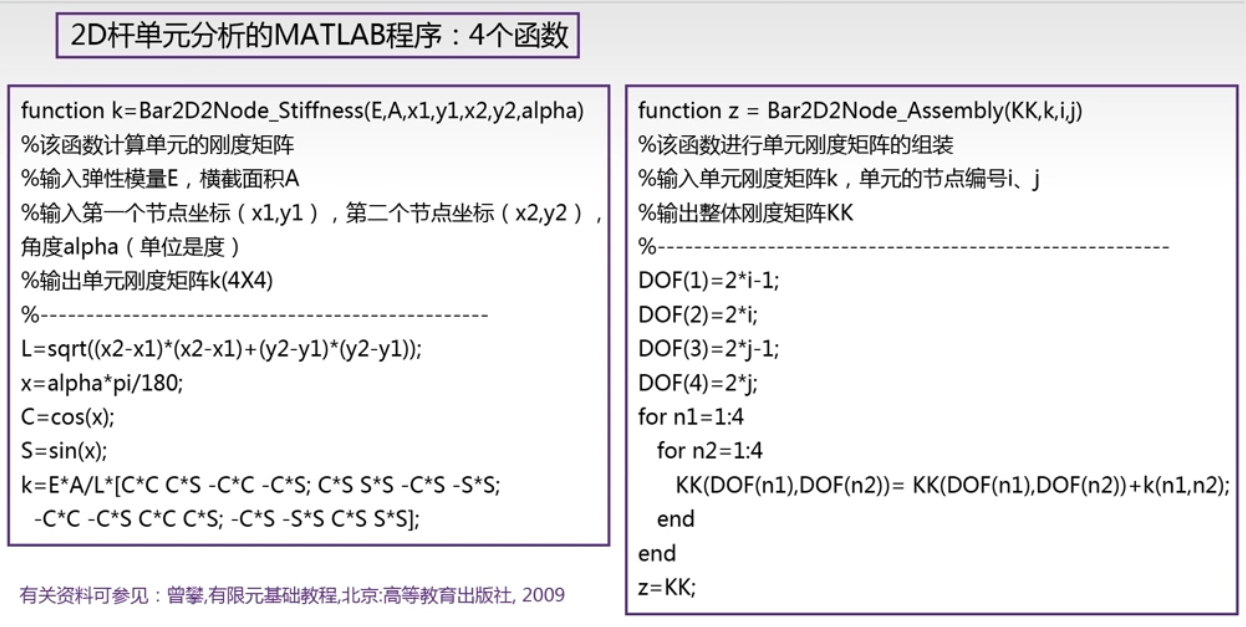 2D杆单元分析的MATLAB程序：4个函数
function k=Bar2D2Node_Stiffness(E,A,x1,y1,x2,y2,alpha)
%该函数计算单元的刚度矩阵
%输入弹性模量E，横截面积A
%输入第一个节点坐标（x1,y1），第二个节点坐标（x2,y2），
角度alpha（单位是度）
%输出单元刚度矩阵k(4X4)
%-------------------------------------------------
L=sqrt((x2-x1)*(x2-x1)+(y2-y1)*(y2-y1));
x=alpha*pi/180;
C=cos(x);
S=sin(x);
k=E*A/L*[C*C C*S -C*C -C*S; C*S S*S -C*S -S*S;
-C*C -C*S C*C C*S; -C*S -S*S C*S S*S];
有关资料可参见：曾攀,有限元基础教程,北京:高等教育出版社, 2009
function z = Bar2D2Node_Assembly(KK,k,i,j)
%该函数进行单元刚度矩阵的组装
%输入单元刚度矩阵k，单元的节点编号i、j
%输出整体刚度矩阵KK
%--------------------------------------------------------
DOF(1)=2*i-1;
DOF(2)=2*i;
DOF(3)=2*j-1;
DOF(4)=2*j;
for n1=1:4
for n2=1:4
KK(DOF(n1),DOF(n2))= KK(DOF(n1),DOF(n2))+k(n1,n2);
end
end
z=KK;